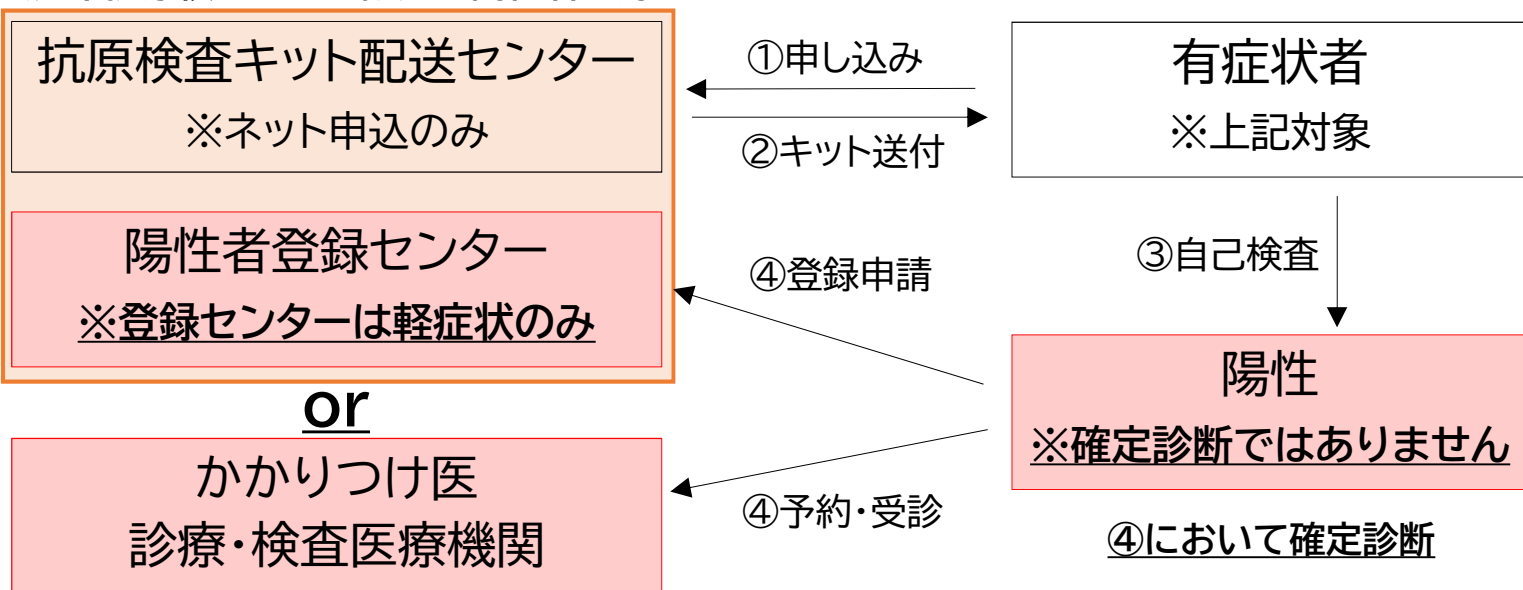 抗原検査キット配送センター
※ネット申込のみ
①申し込み
②キット送付
有症状者
※上記対象
陽性者登録センター
※登録センターは軽症状のみ
④登録申請
③自己検査
or
陽性
※確定診断ではありません
かかりつけ医
診療・検査医療機関
④予約・受診
④において確定診断